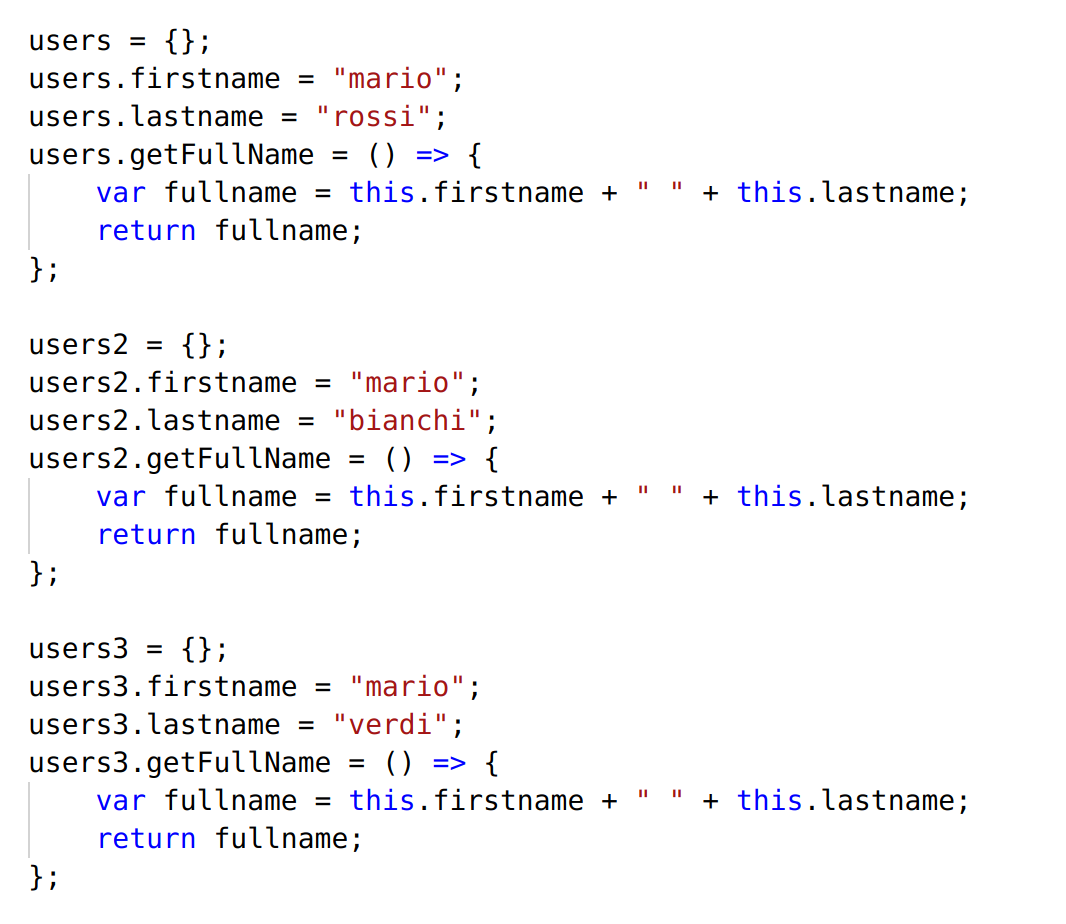 users = {};
users.firstname = "mario";
users.lastname = "rossi";
users.getFullName = () => {
    var fullname = this.firstname + " " + this.lastname;
    return fullname;
};

users2 = {};
users2.firstname = "mario";
users2.lastname = "bianchi";
users2.getFullName = () => {
    var fullname = this.firstname + " " + this.lastname;
    return fullname;
};

users3 = {};
users3.firstname = "mario";
users3.lastname = "verdi";
users3.getFullName = () => {
    var fullname = this.firstname + " " + this.lastname;
    return fullname;
};